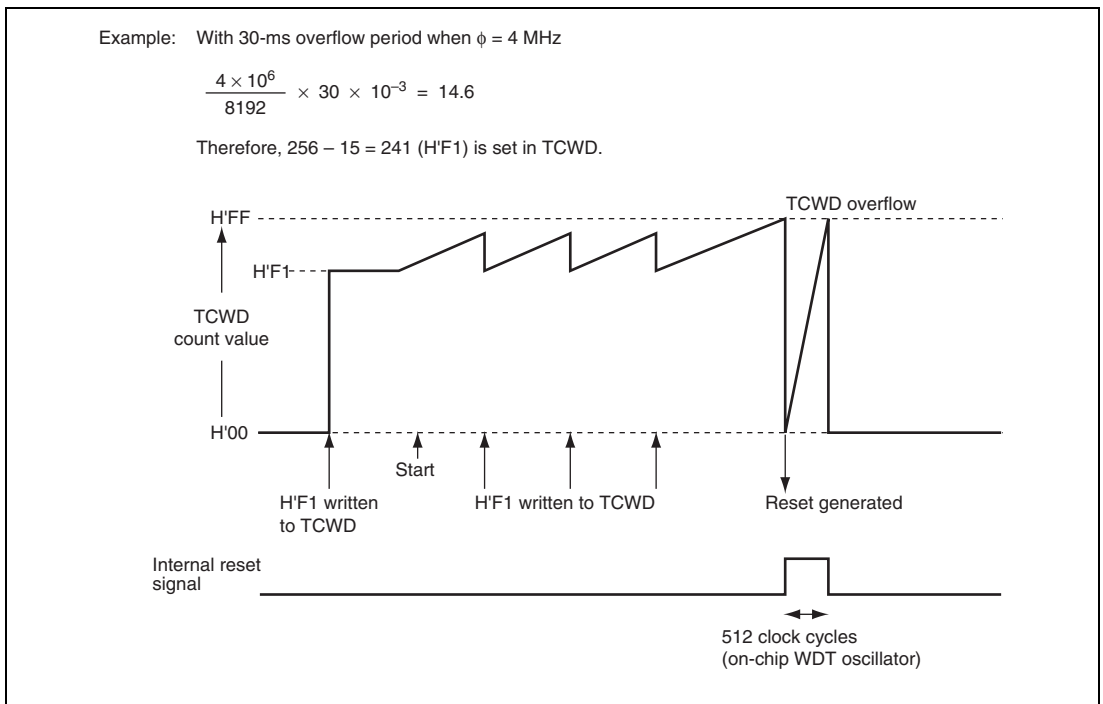 Example: With 30-ms overflow period when ϕ = 4 MHz
4 × 10⁶
8192
× 30 × 10⁻³ = 14.6
Therefore, 256 – 15 = 241 (H'F1) is set in TCWD.
TCWD overflow
H'FF
H'F1
TCWD
count value
H'00
Start
H'F1 written
to TCWD
H'F1 written to TCWD
Reset generated
Internal reset
signal
512 clock cycles
(on-chip WDT oscillator)